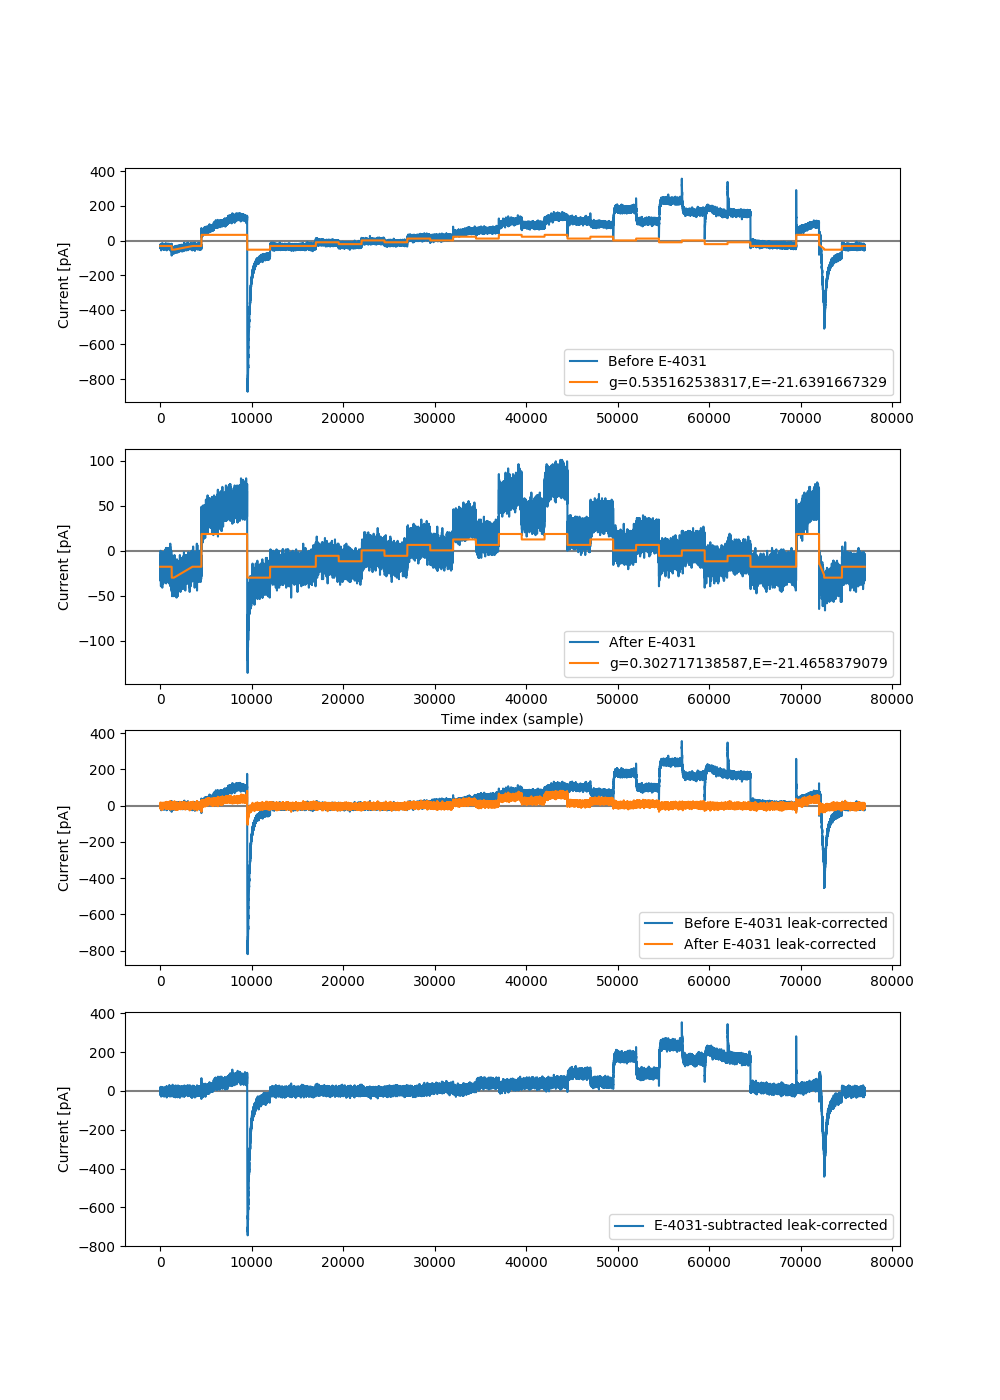 400
200
0
−200
−400
−600
−800
Current [pA]
Before E-4031
g=0.535162538317,E=-21.6391667329
0 10000 20000 30000 40000 50000 60000 70000 80000
100
50
0
−50
−100
Current [pA]
After E-4031
g=0.302717138587,E=-21.4658379079
0 10000 20000 30000 40000 50000 60000 70000 80000
Time index (sample)
400
200
0
−200
−400
−600
−800
Current [pA]
Before E-4031 leak-corrected
After E-4031 leak-corrected
0 10000 20000 30000 40000 50000 60000 70000 80000
400
200
0
−200
−400
−600
−800
Current [pA]
E-4031-subtracted leak-corrected
0 10000 20000 30000 40000 50000 60000 70000 80000